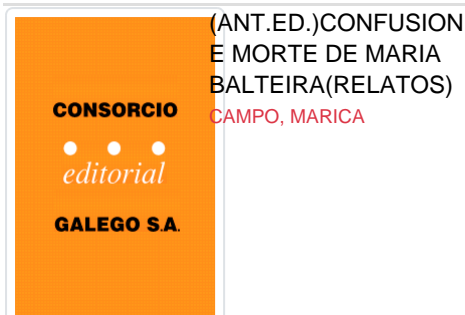 (ANT.ED.)CONFUSION
E MORTE DE MARIA
BALTEIRA(RELATOS)
CAMPO, MARICA
CONSORCIO
editorial
GALEGO S.A.